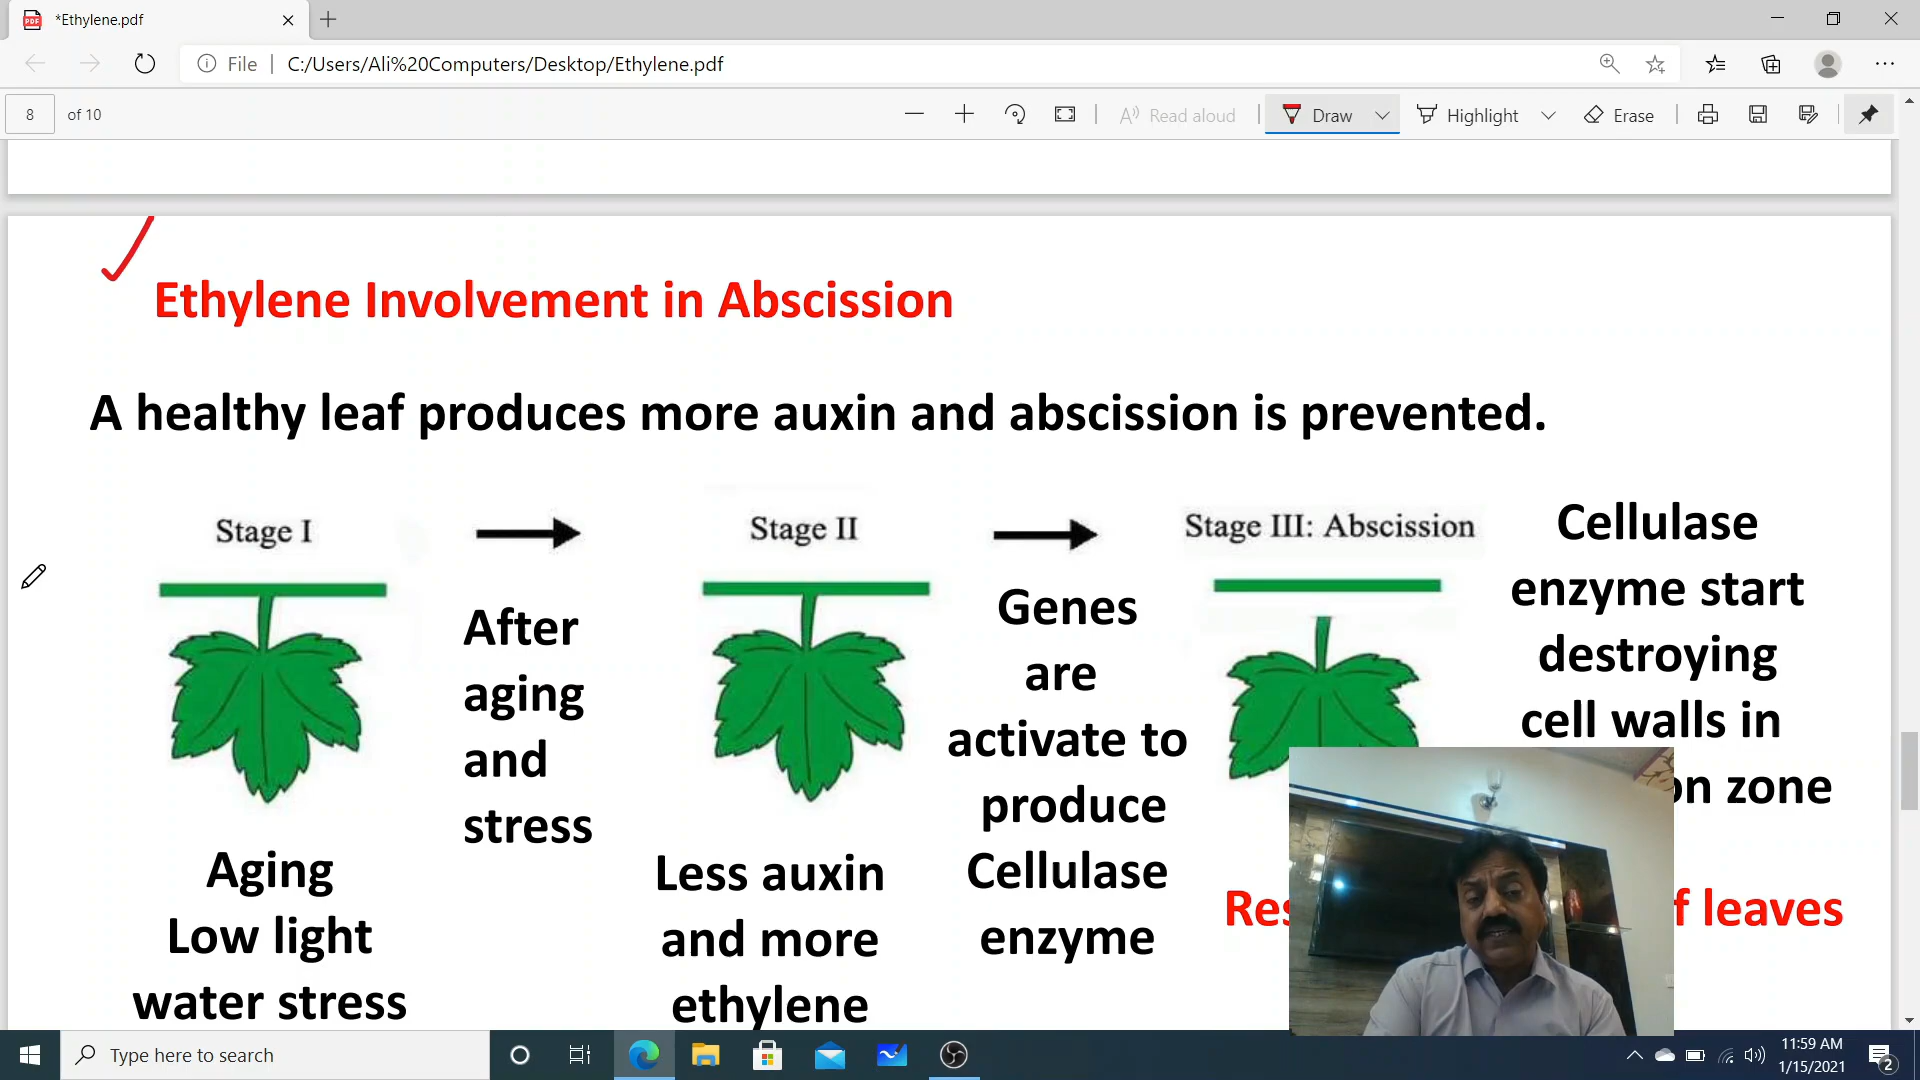 *Ethylene.pdf
File
C:/Users/Ali%20Computers/Desktop/Ethylene.pdf
8 of 10
Read aloud
Draw
Highlight
Erase
Ethylene Involvement in Abscission
A healthy leaf produces more auxin and abscission is prevented.
Stage I
After
aging
and
stress
Aging
Low light
water stress
Stage II
Less auxin
and more
ethylene
Genes
are
activate to
produce
Cellulase
enzyme
Stage III: Abscission
Cellulase
enzyme start
destroying
cell walls in
zone
leaves
Type here to search
11:59 AM
1/15/2021
2